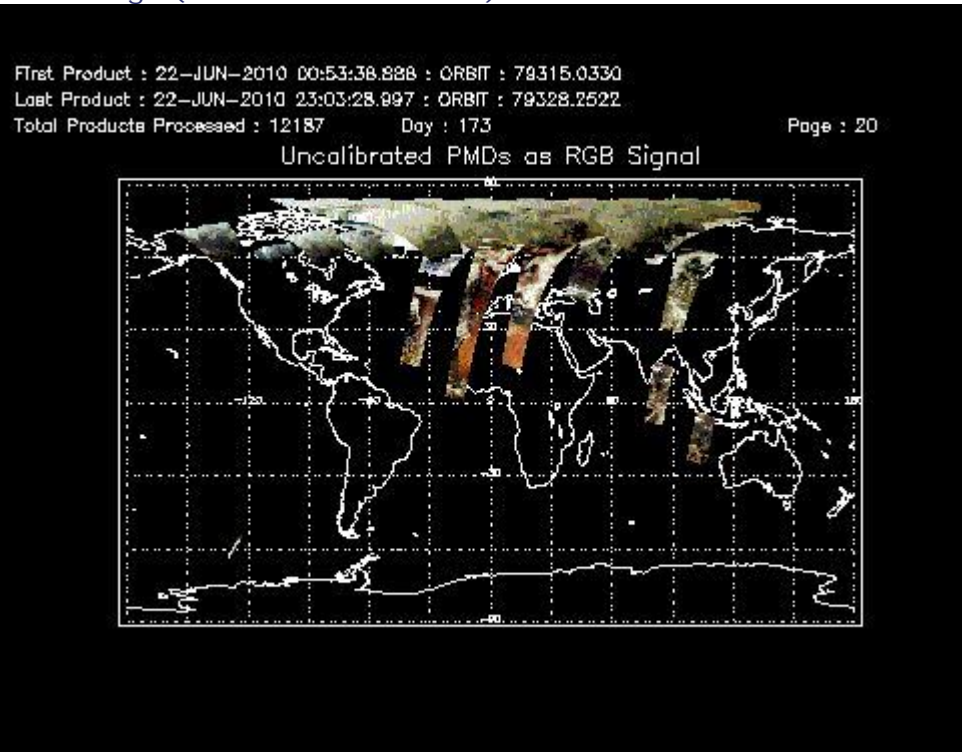 First Product : 22-JUN-2010 00:53:38.888 : ORBIT : 79315.0330
Last Product : 22-JUN-2010 23:03:28.997 : ORBIT : 79328.2522
Total Products Processed : 12187 Day : 173 Page : 20
Uncalibrated PMDs as RGB Signal